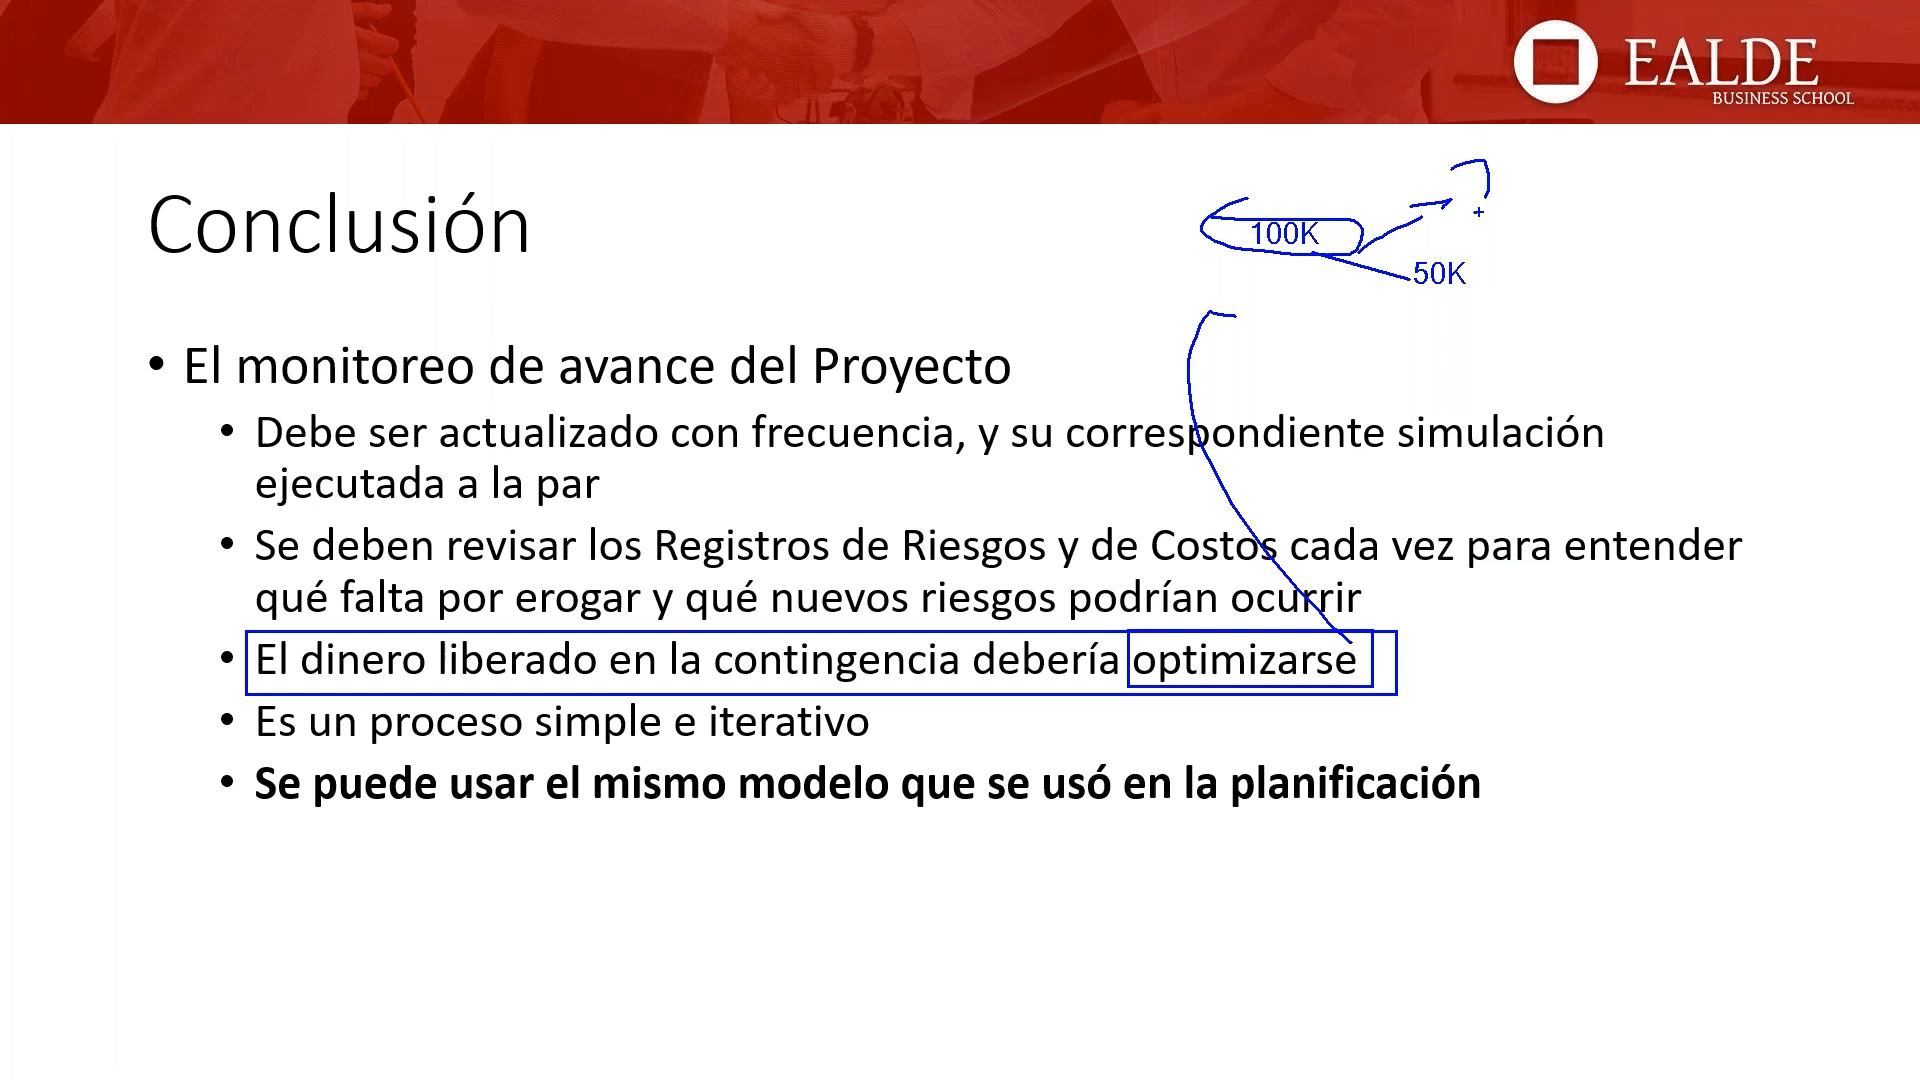 EALDE
BUSINESS SCHOOL
Conclusión
100K
50K
• El monitoreo de avance del Proyecto
• Debe ser actualizado con frecuencia, y su correspondiente simulación
ejecutada a la par
• Se deben revisar los Registros de Riesgos y de Costos cada vez para entender
qué falta por erogar y qué nuevos riesgos podrían ocurrir
• El dinero liberado en la contingencia debería optimizarse
• Es un proceso simple e iterativo
• Se puede usar el mismo modelo que se usó en la planificación